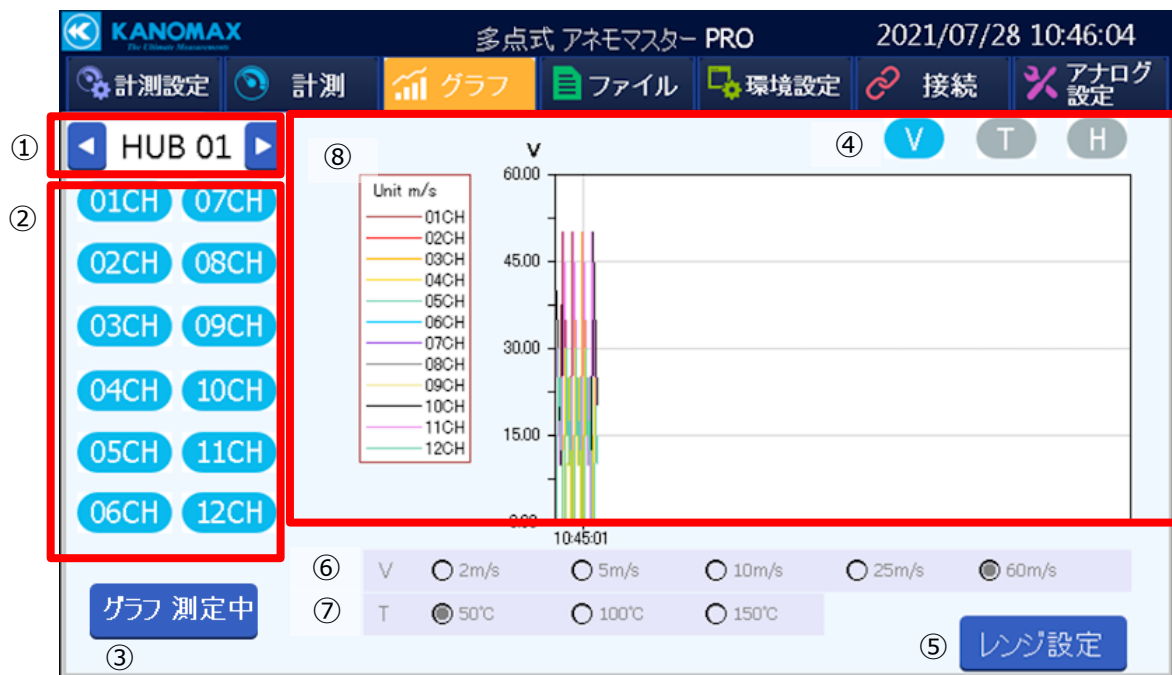 KANOMAX
The Climate Measurements
多点式 アネモマスター PRO
2021/07/28 10:46:04
計測設定 計測 グラフ ファイル 環境設定 接続 アナログ設定
① HUB 01
②
01CH 07CH
02CH 08CH
03CH 09CH
04CH 10CH
05CH 11CH
06CH 12CH
グラフ 測定中
③
④ V T H
⑧
V
Unit m/s
01CH
02CH
03CH
04CH
05CH
06CH
07CH
08CH
09CH
10CH
11CH
12CH
60.00
45.00
30.00
15.00
0.00
10:45:01
⑥ V 2m/s 5m/s 10m/s 25m/s 60m/s
⑦ T 50℃ 100℃ 150℃
⑤ レンジ設定